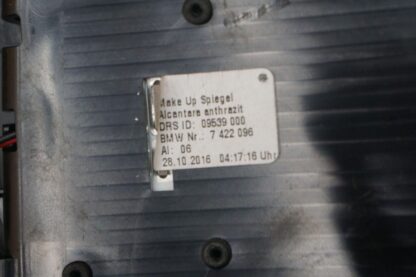 Make Up Spiegel
Alcantara anthrazit
DRS ID: 09539 000
BMW Nr.: 7 422 096
AI: 06
28.10.2016 04:17:16 Uhr